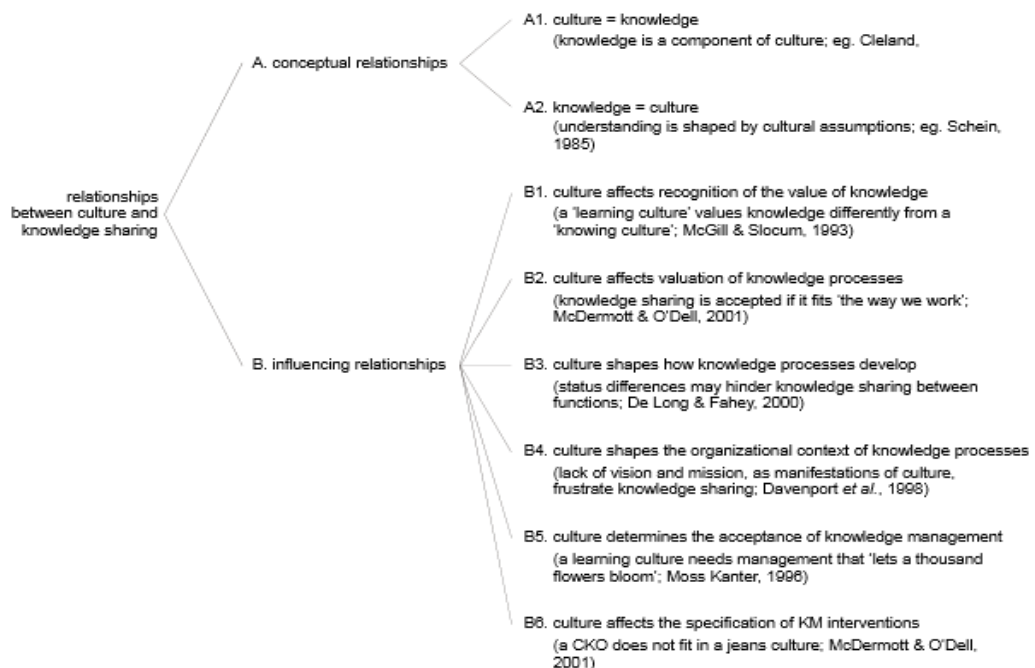 relationships
between culture and
knowledge sharing
A. conceptual relationships
A1. culture = knowledge
(knowledge is a component of culture; eg. Cleland,
A2. knowledge = culture
(understanding is shaped by cultural assumptions; eg. Schein,
1985)
B. influencing relationships
B1. culture affects recognition of the value of knowledge
(a 'learning culture' values knowledge differently from a
'knowing culture'; McGill & Slocum, 1993)
B2. culture affects valuation of knowledge processes
(knowledge sharing is accepted if it fits 'the way we work';
McDermott & O'Dell, 2001)
B3. culture shapes how knowledge processes develop
(status differences may hinder knowledge sharing between
functions; De Long & Fahey, 2000)
B4. culture shapes the organizational context of knowledge processes
(lack of vision and mission, as manifestations of culture,
frustrate knowledge sharing; Davenport et al., 1998)
B5. culture determines the acceptance of knowledge management
(a learning culture needs management that 'lets a thousand
flowers bloom'; Moss Kanter, 1996)
B6. culture affects the specification of KM interventions
(a CKO does not fit in a jeans culture; McDermott & O'Dell,
2001)